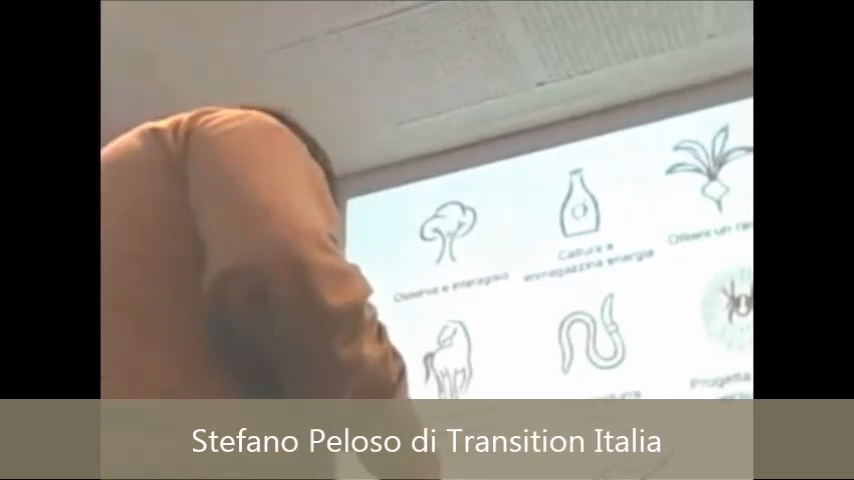 Osserva e interagisci
Cattura e
immagazzina energia
Ottieni un
Progetta
Stefano Peloso di Transition Italia